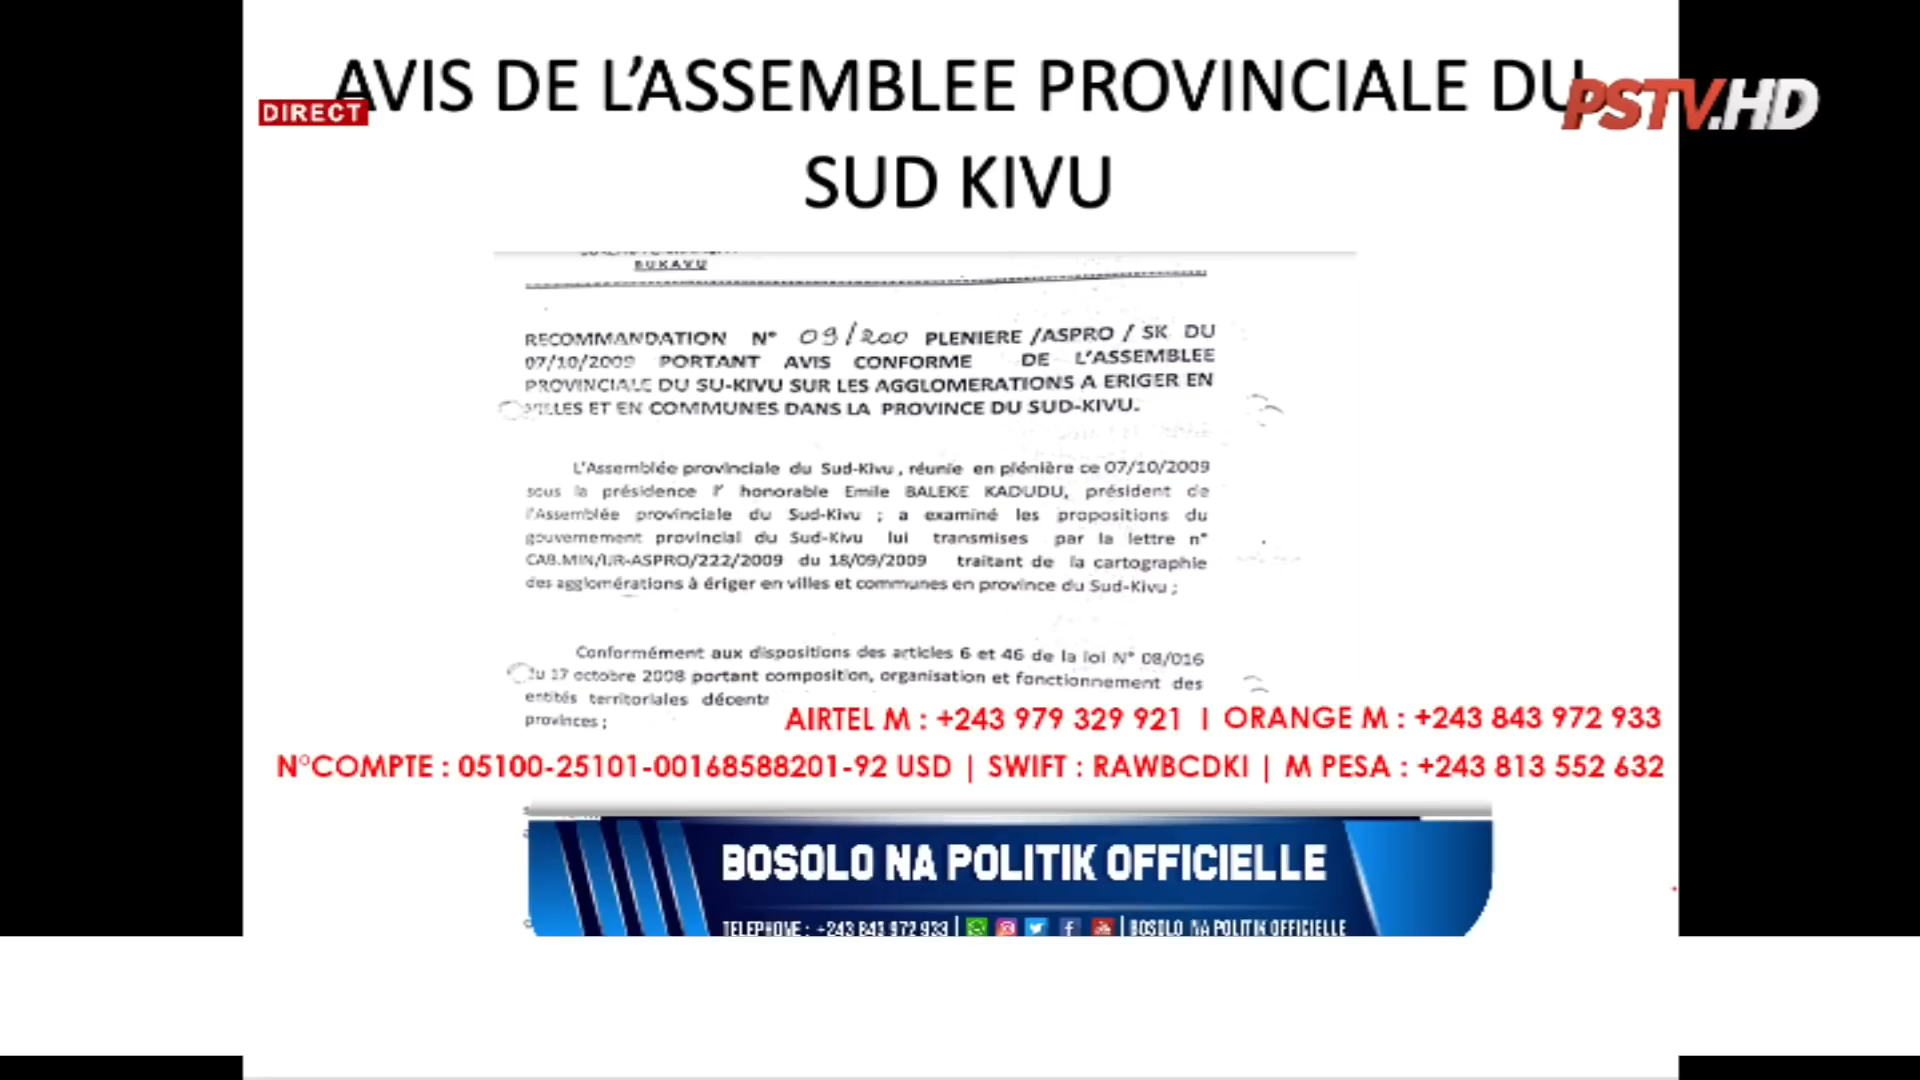 AVIS DE L'ASSEMBLEE PROVINCIALE DU
DIRECT
PSTV.HD
SUD KIVU
BUKAVU
RECOMMANDATION N° 09/200 PLENIERE /ASPRO / SK DU
07/10/2009 PORTANT AVIS CONFORME DE L'ASSEMBLEE
PROVINCIALE DU SU-KIVU SUR LES AGGLOMERATIONS A ERIGER EN
VILLES ET EN COMMUNES DANS LA PROVINCE DU SUD-KIVU.
L'Assemblée provinciale du Sud-Kivu, réunie en plénière ce 07/10/2009
sous la présidence l' honorable Emile BALEKE KADUDU, président de
l'Assemblée provinciale du Sud-Kivu ; a examiné les propositions du
gouvernement provincial du Sud-Kivu lui transmises par la lettre n°
CAB.MIN/IJR-ASPRO/222/2009 du 18/09/2009 traitant de la cartographie
des agglomérations à ériger en villes et communes en province du Sud-Kivu ;
Conformément aux dispositions des articles 6 et 46 de la loi N° 08/016
du 17 octobre 2008 portant composition, organisation et fonctionnement des
entités territoriales décentr
provinces ;
AIRTEL M : +243 979 329 921 | ORANGE M : +243 843 972 933
N°COMPTE : 05100-25101-00168588201-92 USD | SWIFT : RAWBCDKI | M PESA : +243 813 552 632
BOSOLO NA POLITIK OFFICIELLE
TELEPHONE : +243 843 972 933 | BOSOLO NA POLITIK OFFICIELLE